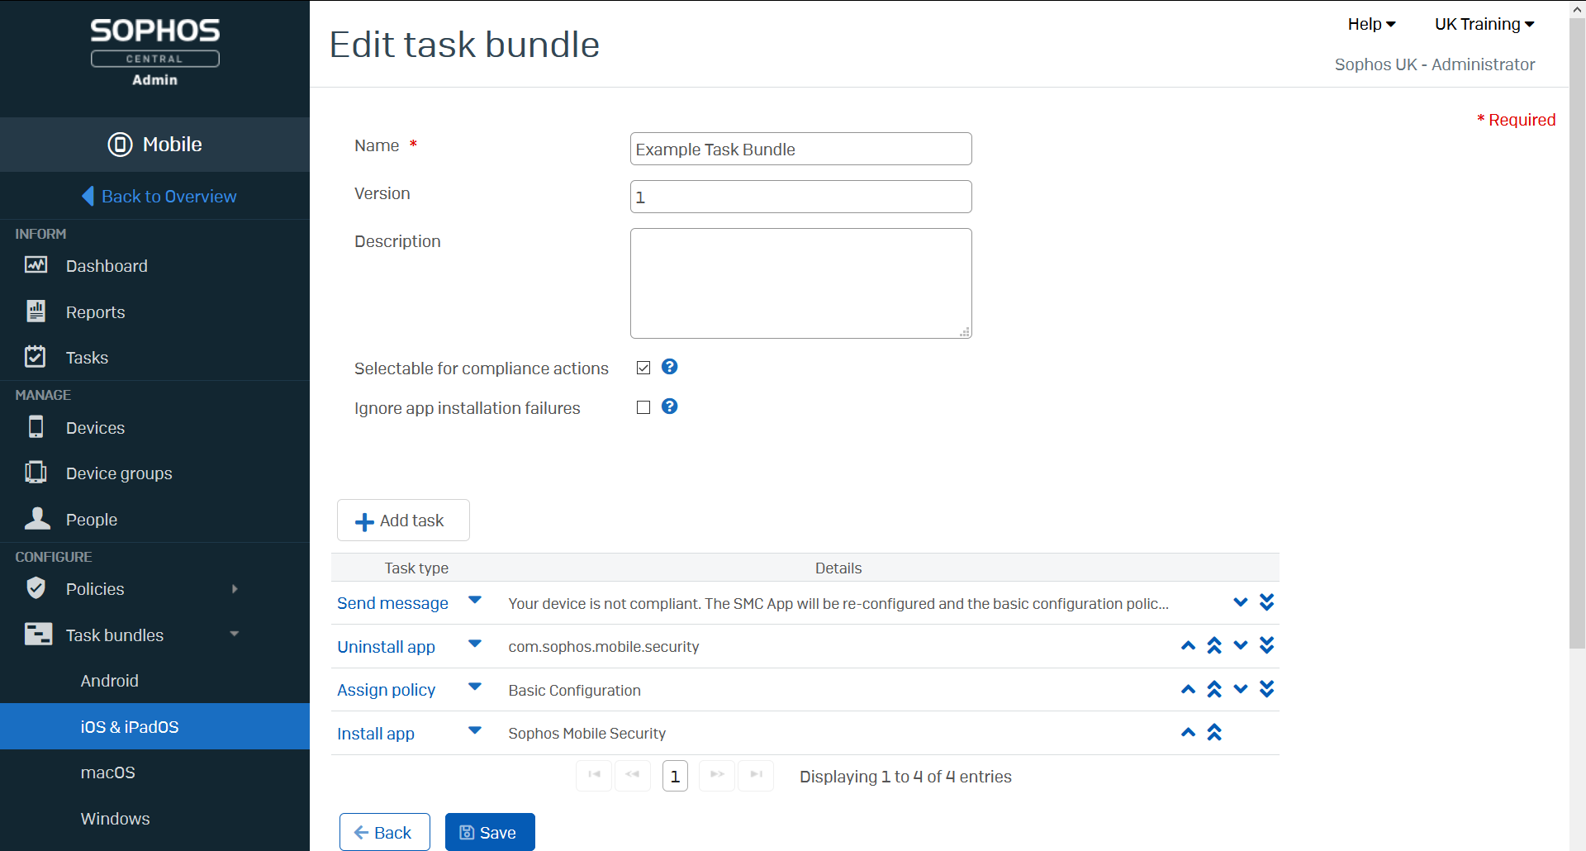 SOPHOS
CENTRAL
Admin
Mobile
Back to Overview
INFORM
Dashboard
Reports
Tasks
MANAGE
Devices
Device groups
People
CONFIGURE
Policies
Task bundles
Android
iOS & iPadOS
macOS
Windows
Edit task bundle
Help
UK Training
Sophos UK - Administrator
* Required
Name *
Example Task Bundle
Version
1
Description
Selectable for compliance actions
?
Ignore app installation failures
?
Add task
Task type Details
Send message Your device is not compliant. The SMC App will be re-configured and the basic configuration polic...
Uninstall app com.sophos.mobile.security
Assign policy Basic Configuration
Install app Sophos Mobile Security
1 Displaying 1 to 4 of 4 entries
Back Save